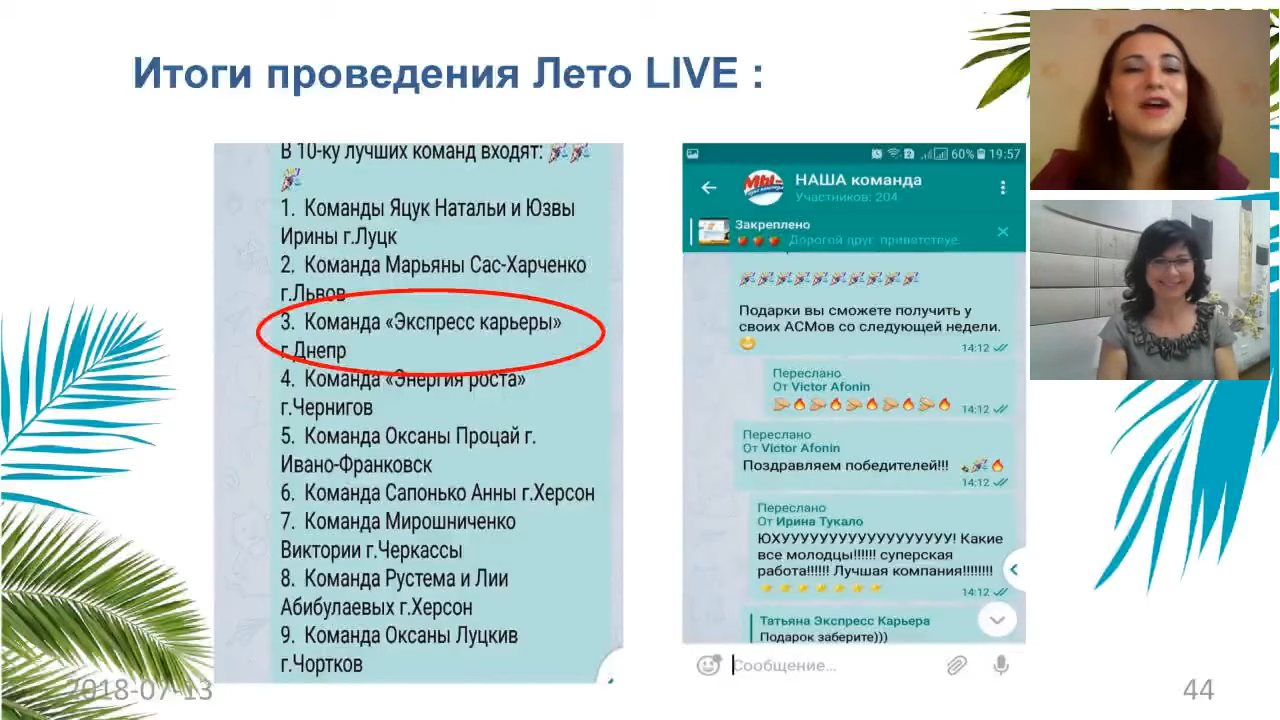 Итоги проведения Лето LIVE :
В 10-ку лучших команд входят:
1. Команды Яцук Натальи и Юзвы
Ирины г.Луцк
2. Команда Марьяны Сас-Харченко
г.Львов
3. Команда «Экспресс карьеры»
г.Днепр
4. Команда «Энергия роста»
г.Чернигов
5. Команда Оксаны Процай г.
Ивано-Франковск
6. Команда Сапонько Анны г.Херсон
7. Команда Мирошниченко
Виктории г.Черкассы
8. Команда Рустема и Лии
Абибулаевых г.Херсон
9. Команда Оксаны Луцкив
г.Чортков
60% 19:57
МЫ
НАША команда
Участников: 204
Закреплено
Дорогой друг, приветствуе.
Подарки вы сможете получить у
своих АСМов со следующей недели.
14:12
Переслано
От Victor Afonin
14:12
Переслано
От Victor Afonin
Поздравляем победителей!!!
14:12
Переслано
От Ирина Тукало
ЮХУУУУУУУУУУУУУУУУУ! Какие
все молодцы!!!!!! суперская
работа!!!!!! Лучшая компания!!!!!!!!
14:12
Татьяна Экспресс Карьера
Подарок заберите)))
Сообщение...
2018-07-13
44